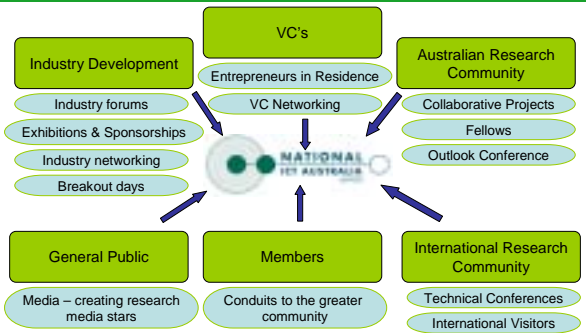 VC's
Industry Development
Australian Research
Community
Entrepreneurs in Residence
VC Networking
Industry forums
Exhibitions & Sponsorships
Industry networking
Breakout days
Collaborative Projects
Fellows
Outlook Conference
NATIONAL
ICT AUSTRALIA
General Public
Members
International Research
Community
Media – creating research
media stars
Conduits to the greater
community
Technical Conferences
International Visitors